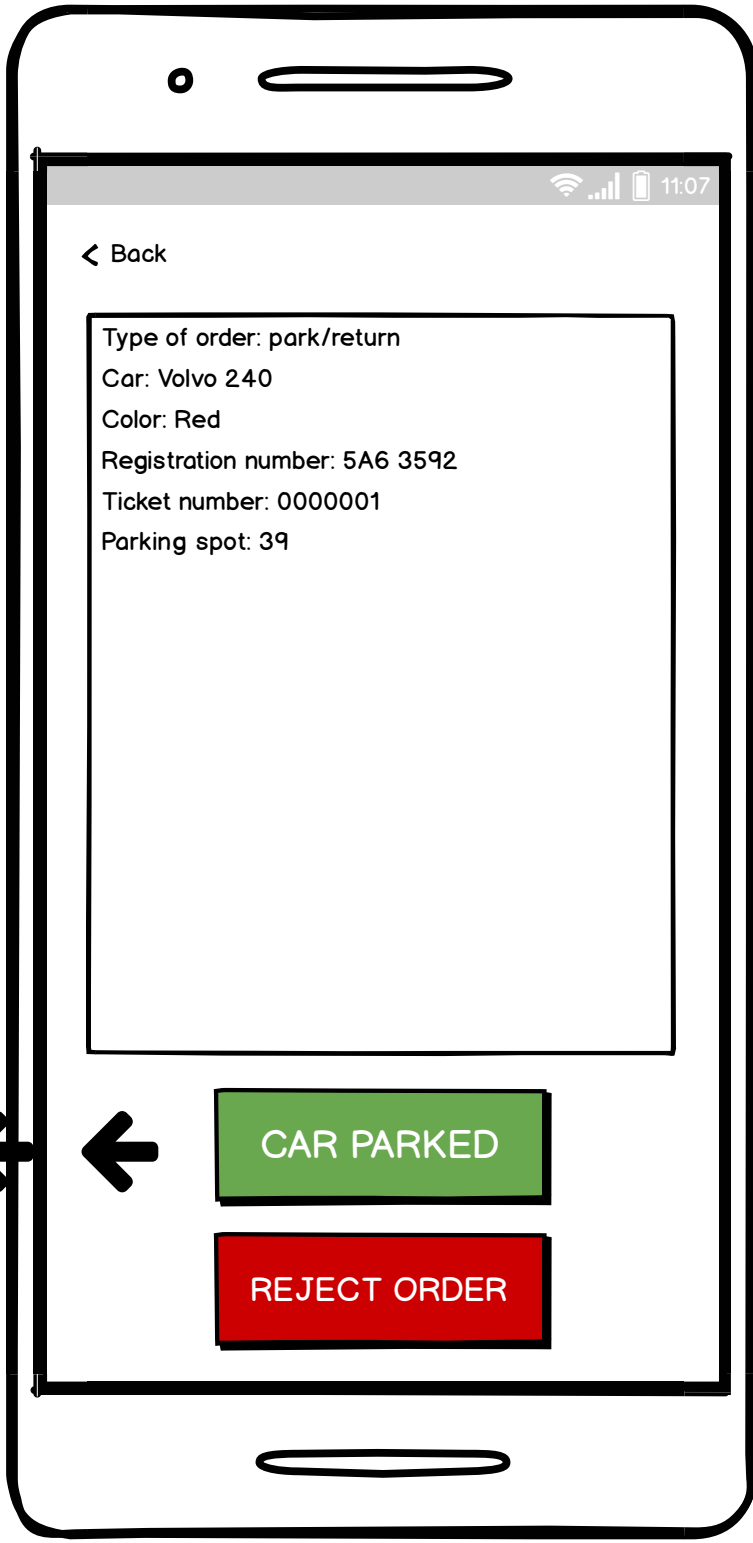 11:07
Back
Type of order: park/return
Car: Volvo 240
Color: Red
Registration number: 5A6 3592
Ticket number: 0000001
Parking spot: 39
CAR PARKED
REJECT ORDER